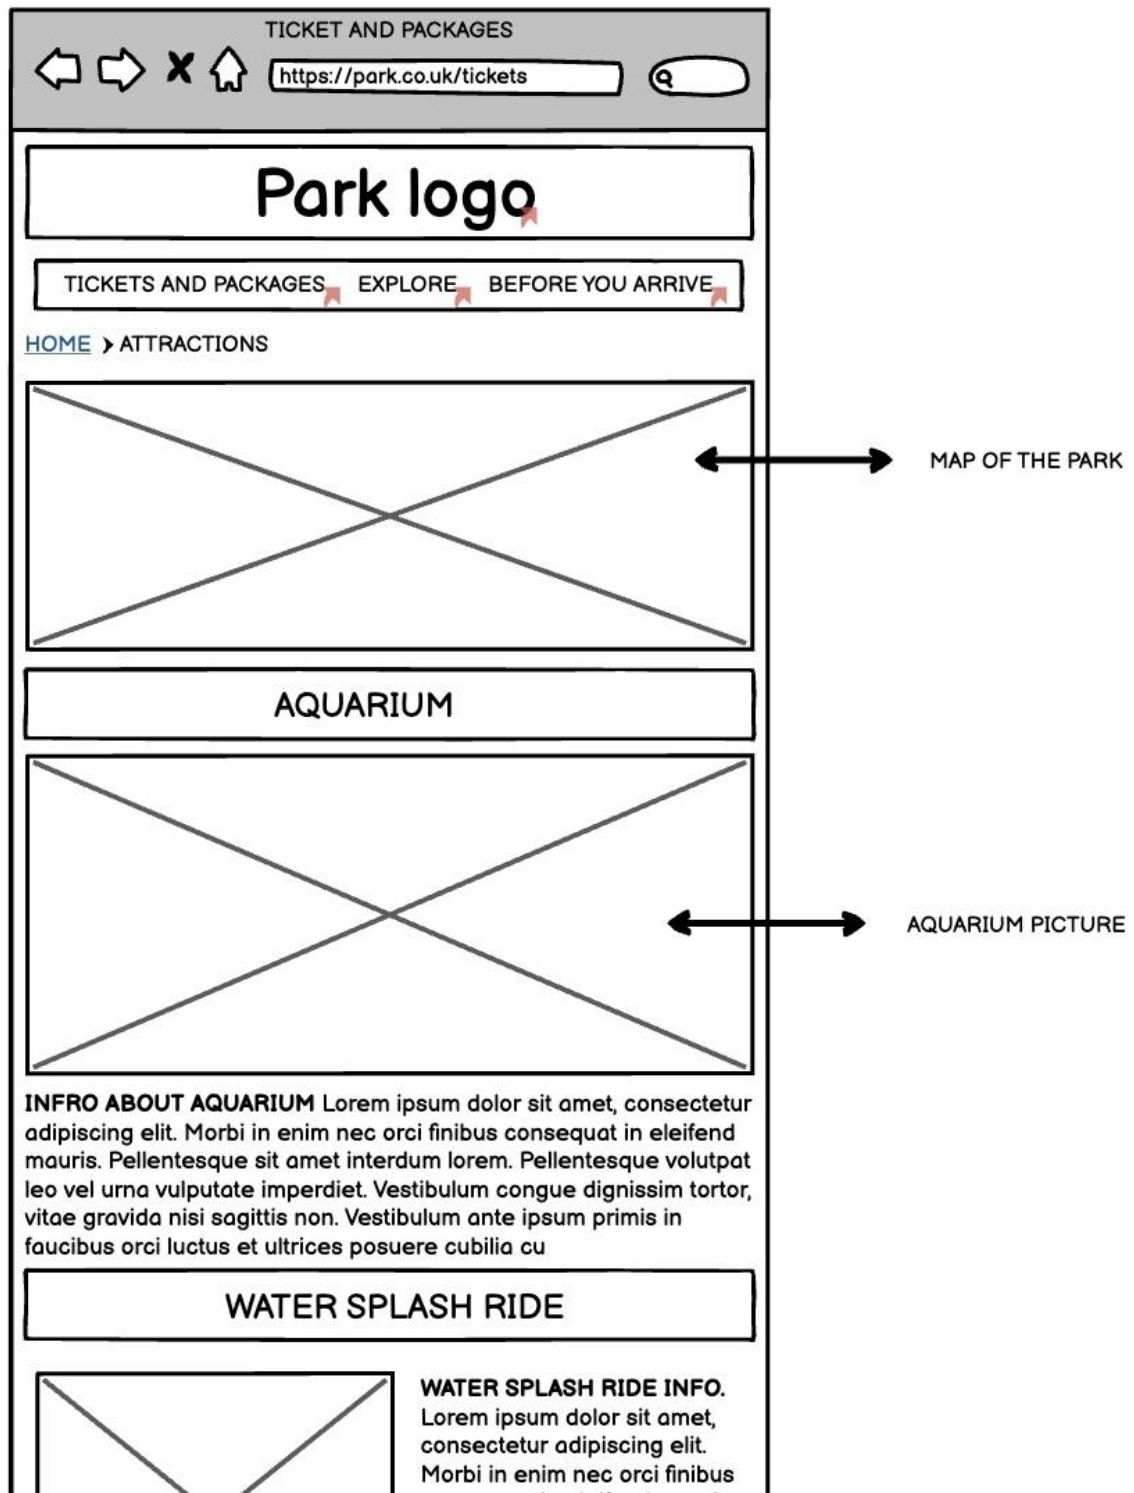 TICKET AND PACKAGES
https://park.co.uk/tickets
Park logo
TICKETS AND PACKAGES EXPLORE BEFORE YOU ARRIVE
HOME > ATTRACTIONS
MAP OF THE PARK
AQUARIUM
AQUARIUM PICTURE
INFRO ABOUT AQUARIUM Lorem ipsum dolor sit amet, consectetur
adipiscing elit. Morbi in enim nec orci finibus consequat in eleifend
mauris. Pellentesque sit amet interdum lorem. Pellentesque volutpat
leo vel urna vulputate imperdiet. Vestibulum congue dignissim tortor,
vitae gravida nisi sagittis non. Vestibulum ante ipsum primis in
faucibus orci luctus et ultrices posuere cubilia cu
WATER SPLASH RIDE
WATER SPLASH RIDE INFO.
Lorem ipsum dolor sit amet,
consectetur adipiscing elit.
Morbi in enim nec orci finibus